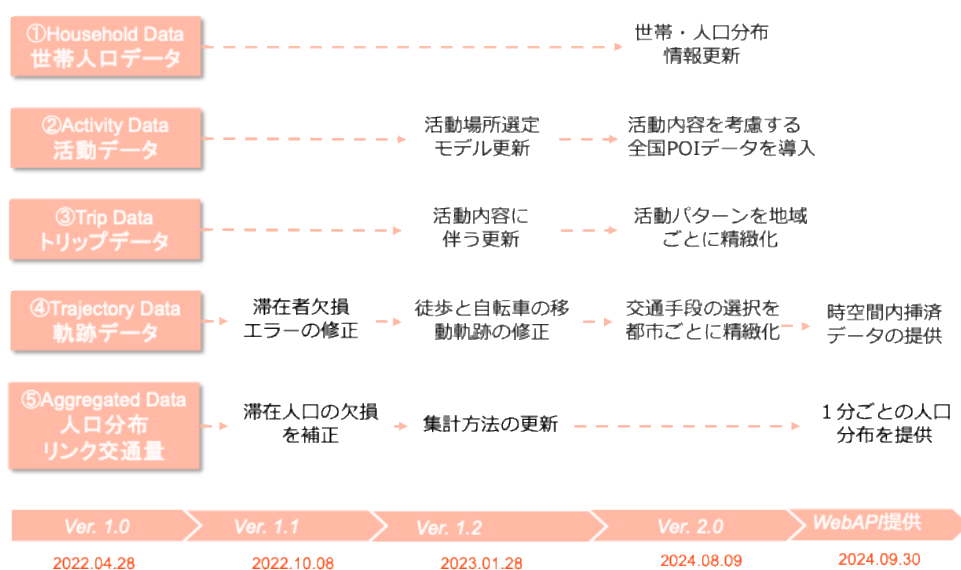 ①Household Data
世帯人口データ
世帯・人口分布
情報更新
②Activity Data
活動データ
活動場所選定
モデル更新
活動内容を考慮する
全国POIデータを導入
③Trip Data
トリップデータ
活動内容に
伴う更新
活動パターンを地域
ごとに精緻化
④Trajectory Data
軌跡データ
滞在者欠損
エラーの修正
徒歩と自転車の移
動軌跡の修正
交通手段の選択を
都市ごとに精緻化
時空間内挿済
データの提供
⑤Aggregated Data
人口分布
リンク交通量
滞在人口の欠損
を補正
集計方法の更新
１分ごとの人口
分布を提供
Ver. 1.0
Ver. 1.1
Ver. 1.2
Ver. 2.0
WebAPI提供
2022.04.28
2022.10.08
2023.01.28
2024.08.09
2024.09.30